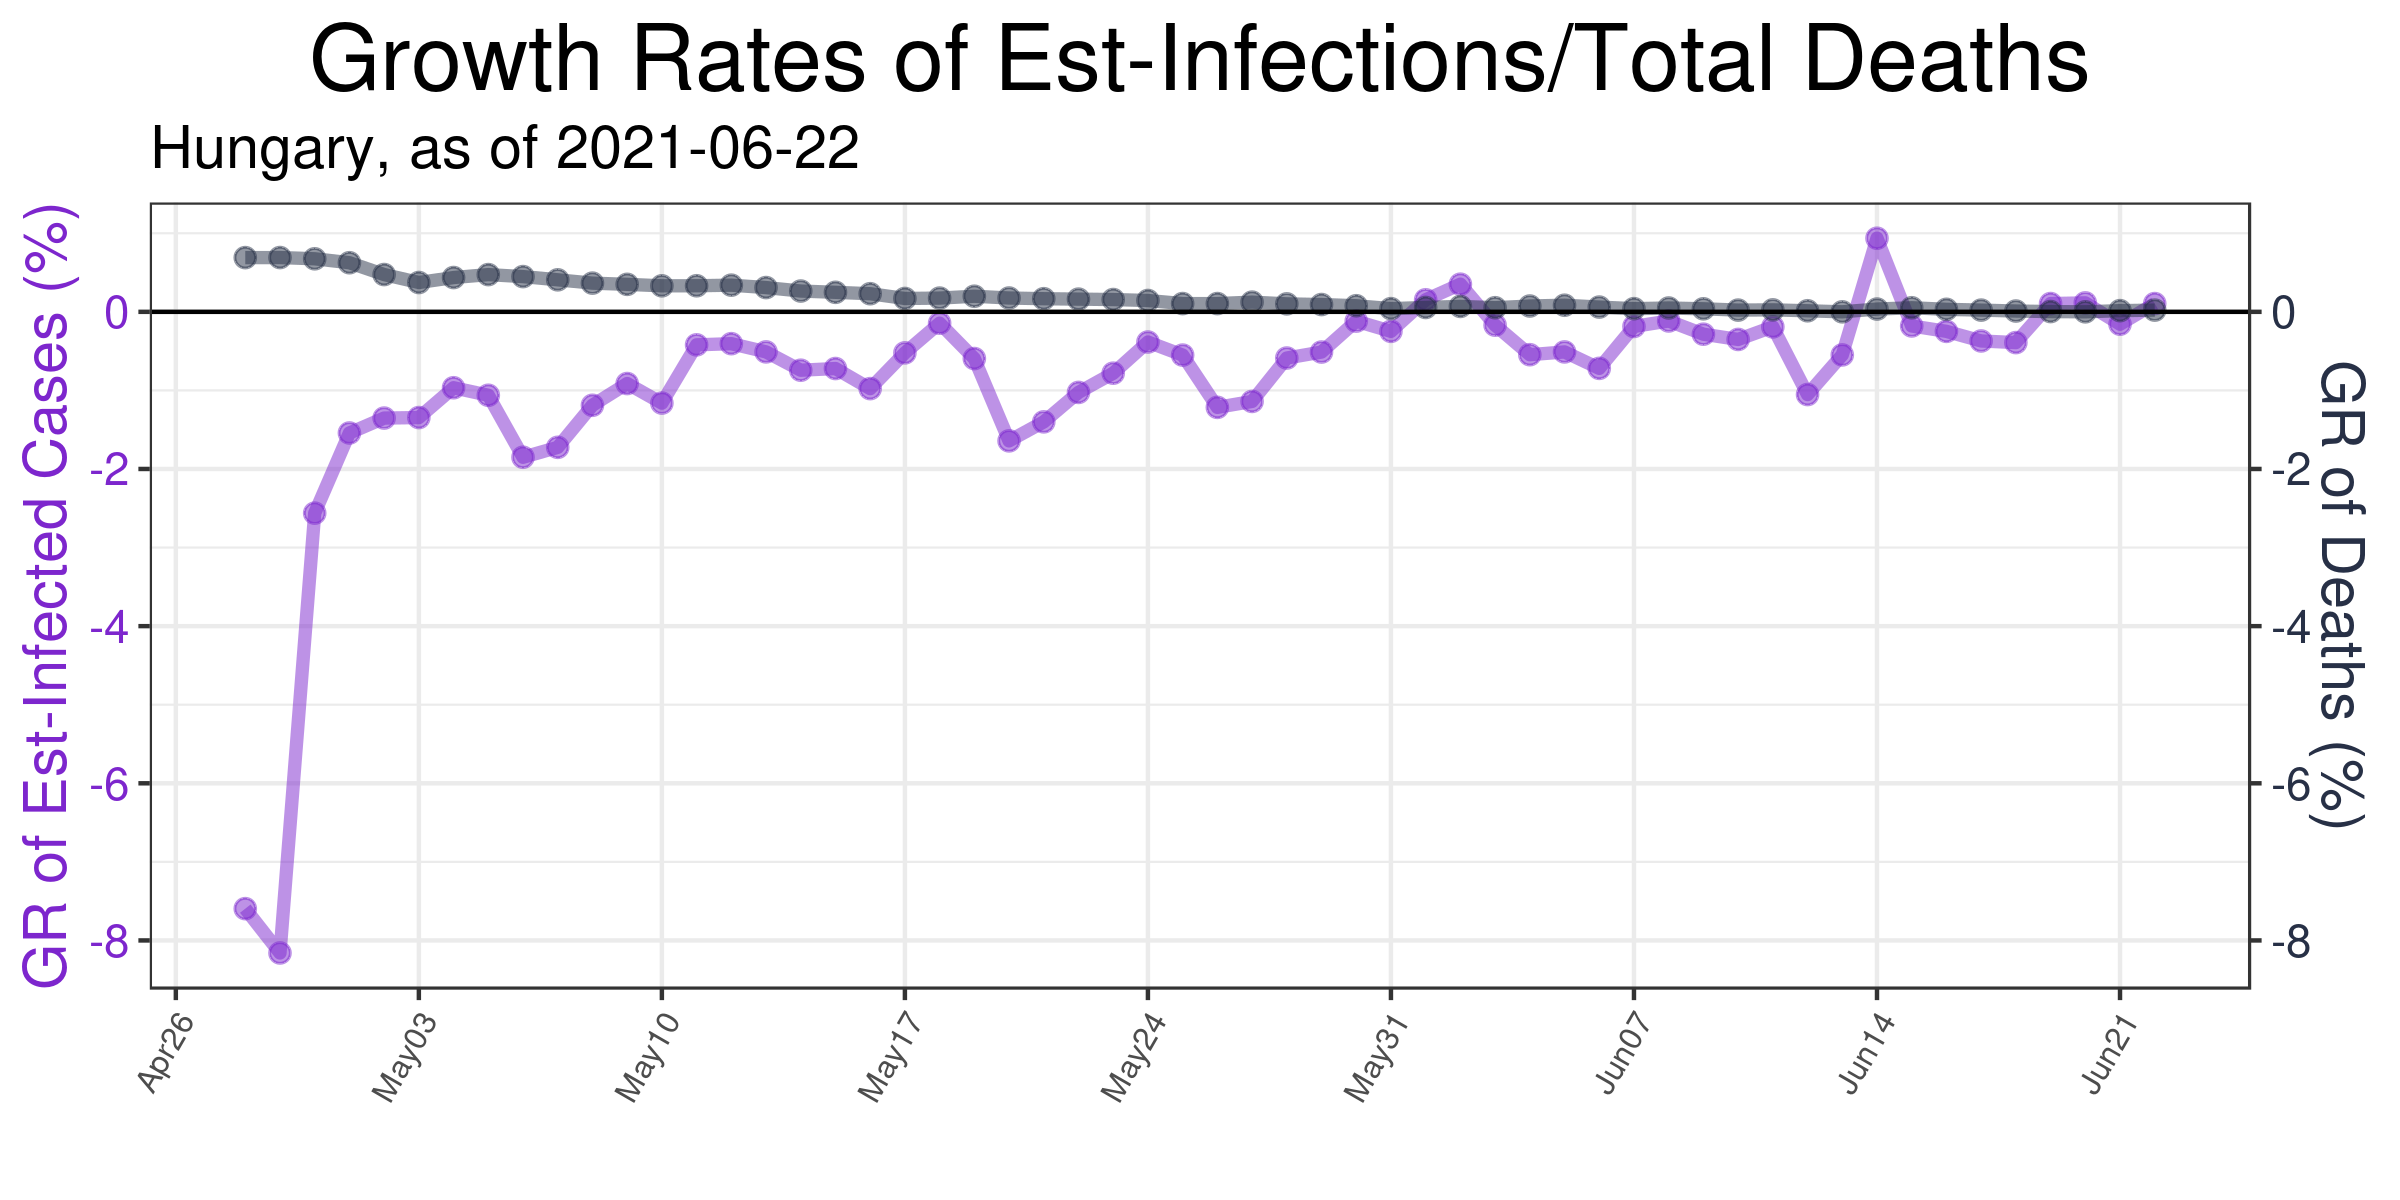 Growth Rates of Est-Infections/Total Deaths
Hungary, as of 2021-06-22
GR of Est-Infected Cases (%)
0
-2
-4
-6
-8
0
-2
-4
-6
-8
GR of Deaths (%)
Apr26
May03
May10
May17
May24
May31
Jun07
Jun14
Jun21